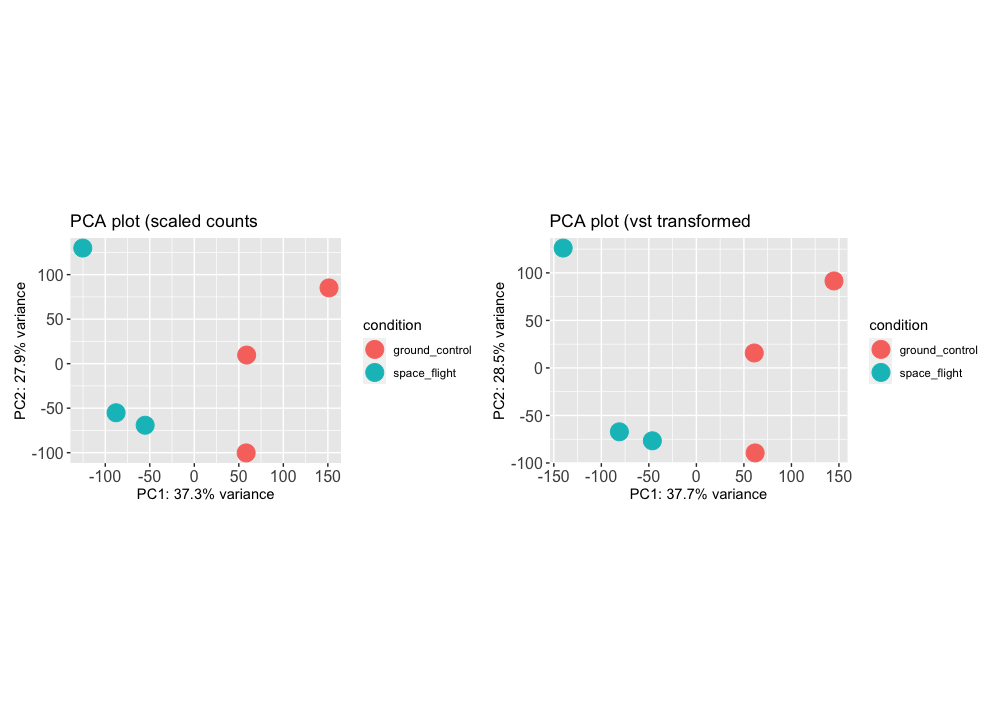 PCA plot (scaled counts
100
50
0
-50
-100
-100 -50 0 50 100 150
PC1: 37.3% variance
PC2: 27.9% variance
condition
ground_control
space_flight
PCA plot (vst transformed
100
50
0
-50
-100
-150 -100 -50 0 50 100 150
PC1: 37.7% variance
PC2: 28.5% variance
condition
ground_control
space_flight